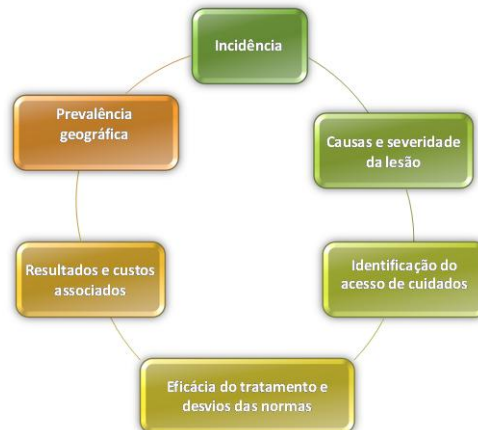 Incidência
Causas e severidade
da lesão
Identificação do
acesso de cuidados
Eficácia do tratamento e
desvios das normas
Resultados e custos
associados
Prevalência
geográfica